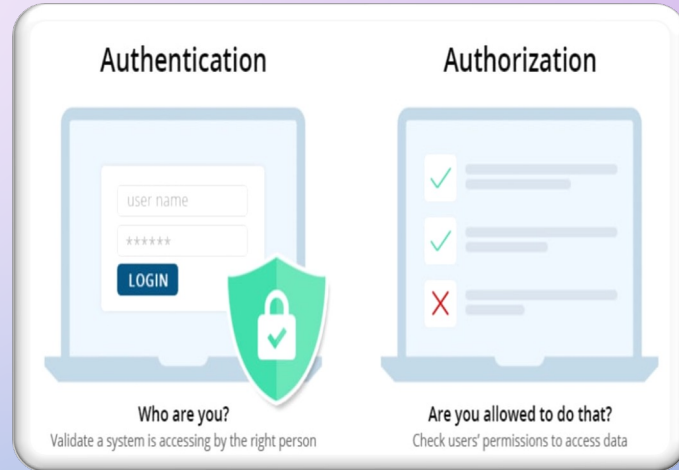 Authentication
user name
******
LOGIN
Who are you?
Validate a system is accessing by the right person
Authorization
Are you allowed to do that?
Check users' permissions to access data